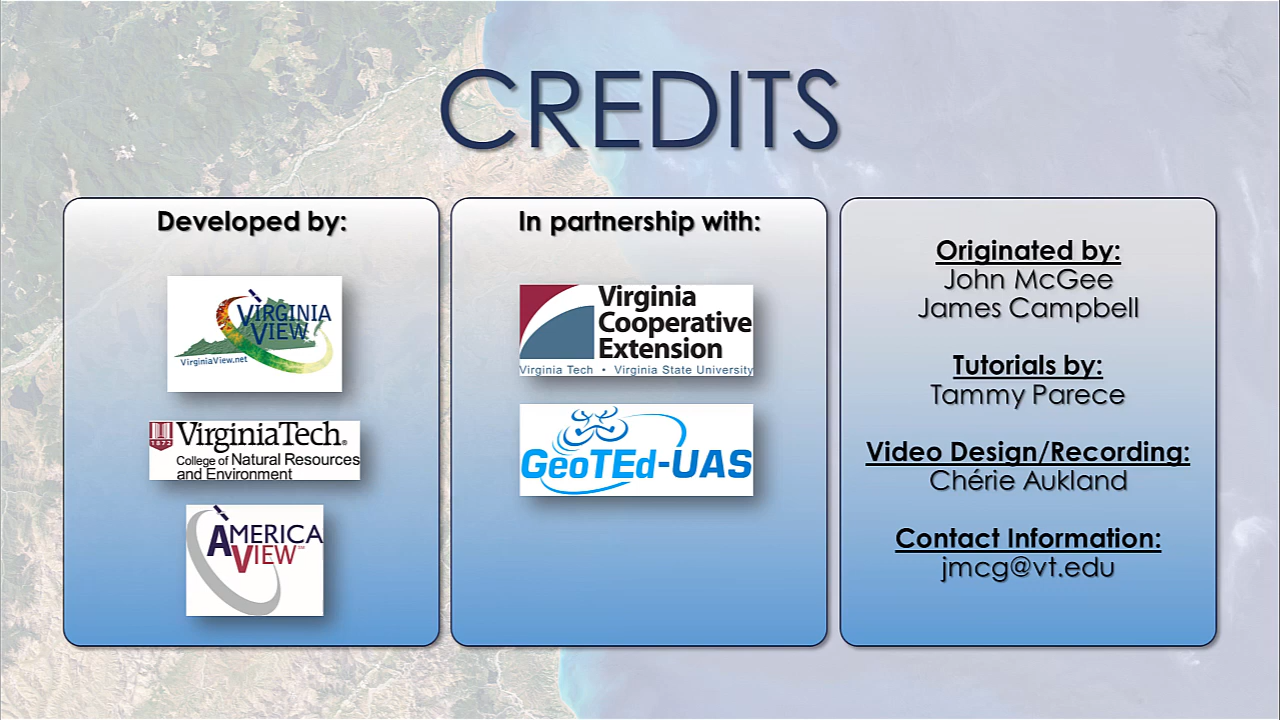 CREDITS
Developed by:
VIRGINIA
VIEW
VirginiaView.net
1872
VirginiaTech®
College of Natural Resources
and Environment
AMERICA
VIEW℠
In partnership with:
Virginia
Cooperative
Extension
Virginia Tech • Virginia State University
GeoTEd-UAS
Originated by:
John McGee
James Campbell
Tutorials by:
Tammy Parece
Video Design/Recording:
Chérie Aukland
Contact Information:
jmcg@vt.edu